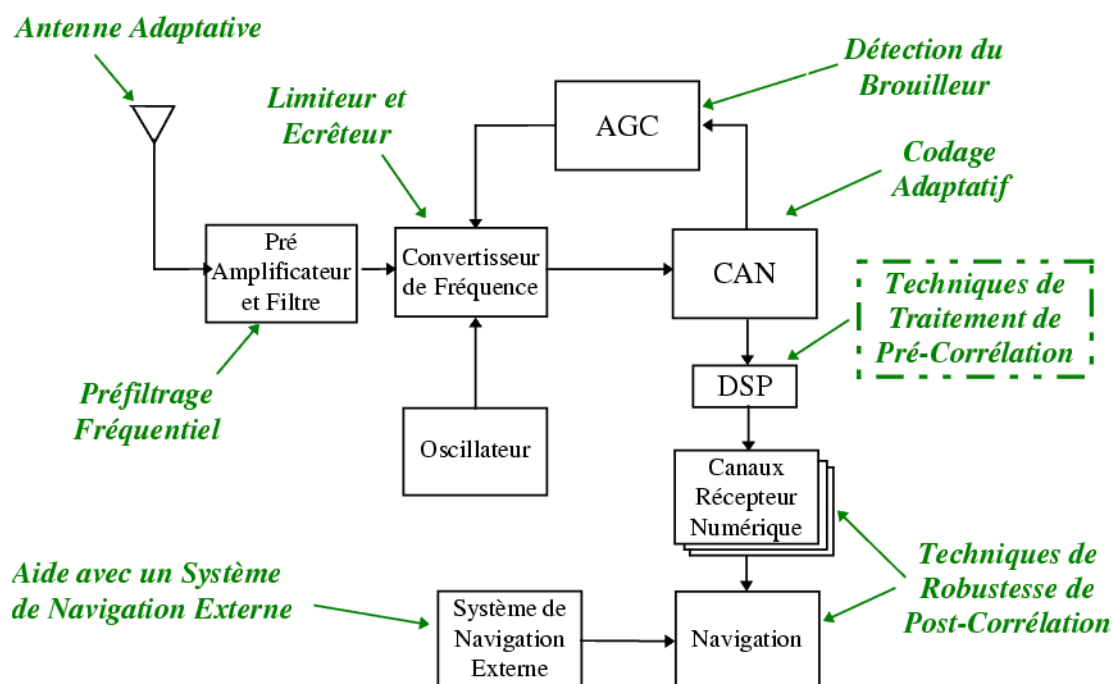 Antenne Adaptative
Limiteur et
Ecrêteur
Détection du
Brouilleur
AGC
Codage
Adaptatif
Pré
Amplificateur
et Filtre
Convertisseur
de Fréquence
CAN
Techniques de
Traitement de
Pré-Corrélation
Préfiltrage
Fréquentiel
DSP
Oscillateur
Canaux
Récepteur
Numérique
Aide avec un Système
de Navigation Externe
Techniques de
Robustesse de
Post-Corrélation
Système de
Navigation
Externe
Navigation